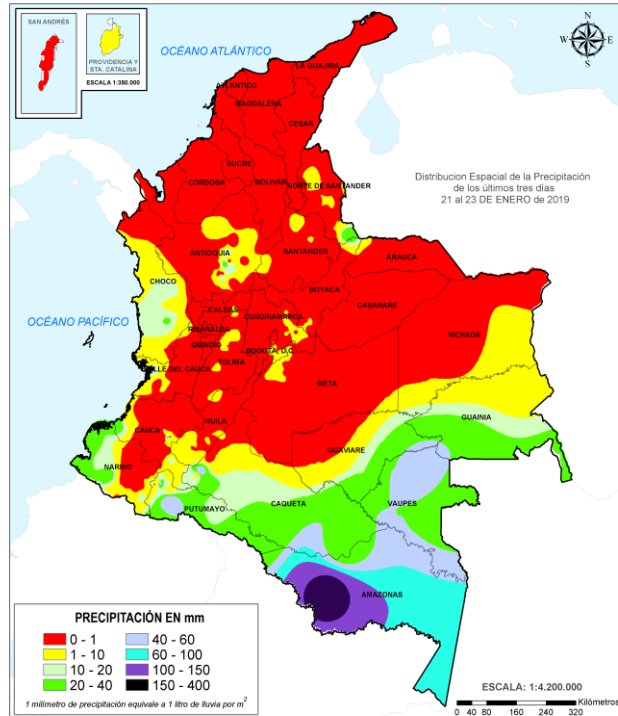 SAN ANDRÉS
PROVIDENCIA Y
STA. CATALINA
ESCALA 1:350.000
OCÉANO ATLÁNTICO
N
W
E
S
LA GUAJIRA
ATLANTICO
MAGDALENA
CESAR
SUCRE
CORDOBA
BOLIVAR
NORTE DE SANTANDER
Distribucion Espacial de la Precipitación
de los últimos tres días
21 al 23 DE ENERO de 2019
ANTIOQUIA
SANTANDER
ARAUCA
CHOCO
BOYACA
CASANARE
OCÉANO PACÍFICO
CALDAS
CUNDINAMARCA
RISARALDA
VICHADA
QUINDIO
BOGOTA, D.C.
TOLIMA
VALLE DEL CAUCA
META
GUAINIA
HUILA
CAUCA
GUAVIARE
NARIÑO
CAQUETA
VAUPES
PUTUMAYO
AMAZONAS
PRECIPITACIÓN EN mm
0 - 1
40 - 60
1 - 10
60 - 100
10 - 20
100 - 150
20 - 40
150 - 400
1 milímetro de precipitación equivale a 1 litro de lluvia por m²
ESCALA: 1:4.200.000
Kilómetros
0 40 80 160 240 320